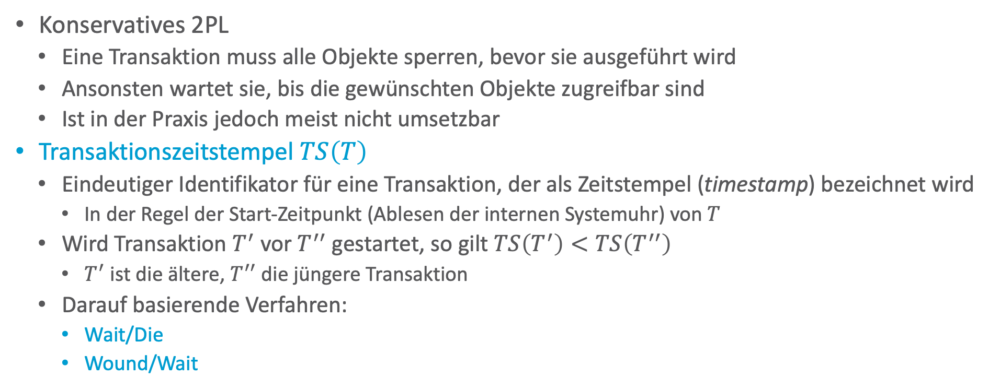 • Konservatives 2PL
• Eine Transaktion muss alle Objekte sperren, bevor sie ausgeführt wird
• Ansonsten wartet sie, bis die gewünschten Objekte zugreifbar sind
• Ist in der Praxis jedoch meist nicht umsetzbar
• Transaktionszeitstempel TS(T)
• Eindeutiger Identifikator für eine Transaktion, der als Zeitstempel (timestamp) bezeichnet wird
• In der Regel der Start-Zeitpunkt (Ablesen der internen Systemuhr) von T
• Wird Transaktion T′ vor T′′ gestartet, so gilt TS(T′) < TS(T′′)
• T′ ist die ältere, T′′ die jüngere Transaktion
• Darauf basierende Verfahren:
• Wait/Die
• Wound/Wait